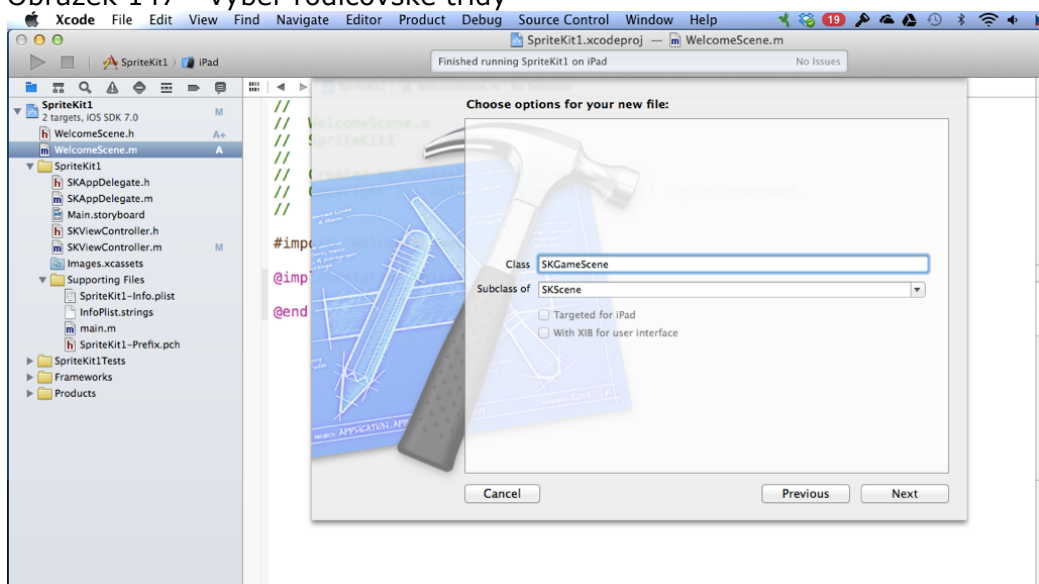 Obrázek 147 - Výběr rodičovské třídy
Xcode File Edit View Find Navigate Editor Product Debug Source Control Window Help 19
SpriteKit1.xcodeproj — WelcomeScene.m
SpriteKit1 iPad
Finished running SpriteKit1 on iPad No Issues
SpriteKit1
2 targets, iOS SDK 7.0 M
WelcomeScene.h A+
WelcomeScene.m A
SpriteKit1
SKAppDelegate.h
SKAppDelegate.m
Main.storyboard
SKViewController.h
SKViewController.m M
Images.xcassets
Supporting Files
SpriteKit1-Info.plist
InfoPlist.strings
main.m
SpriteKit1-Prefix.pch
SpriteKit1Tests
Frameworks
Products
//
// WelcomeScene.m
// SpriteKit1
//
//
//
//
#imp
@imp
@end
Choose options for your new file:
Class SKGameScene
Subclass of SKScene
Targeted for iPad
With XIB for user interface
Cancel Previous Next